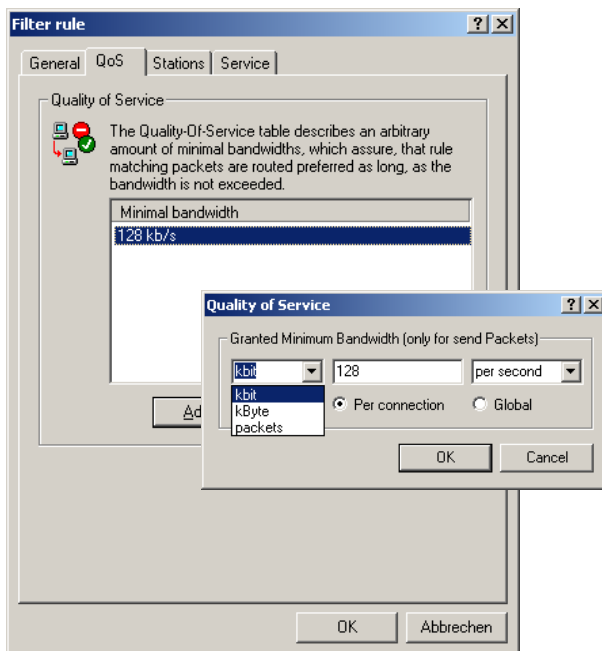 Filter rule
General QoS Stations Service
Quality of Service
The Quality-Of-Service table describes an arbitrary
amount of minimal bandwidths, which assure, that rule
matching packets are routed preferred as long, as the
bandwidth is not exceeded.
Minimal bandwidth
128 kb/s
Quality of Service
Granted Minimum Bandwidth (only for send Packets)
kbit 128 per second
kbit
kByte
packets
Per connection Global
OK Cancel
OK Abbrechen